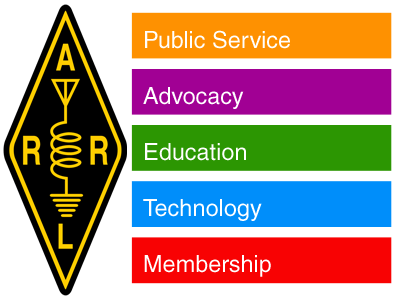 A
R R
L
Public Service
Advocacy
Education
Technology
Membership